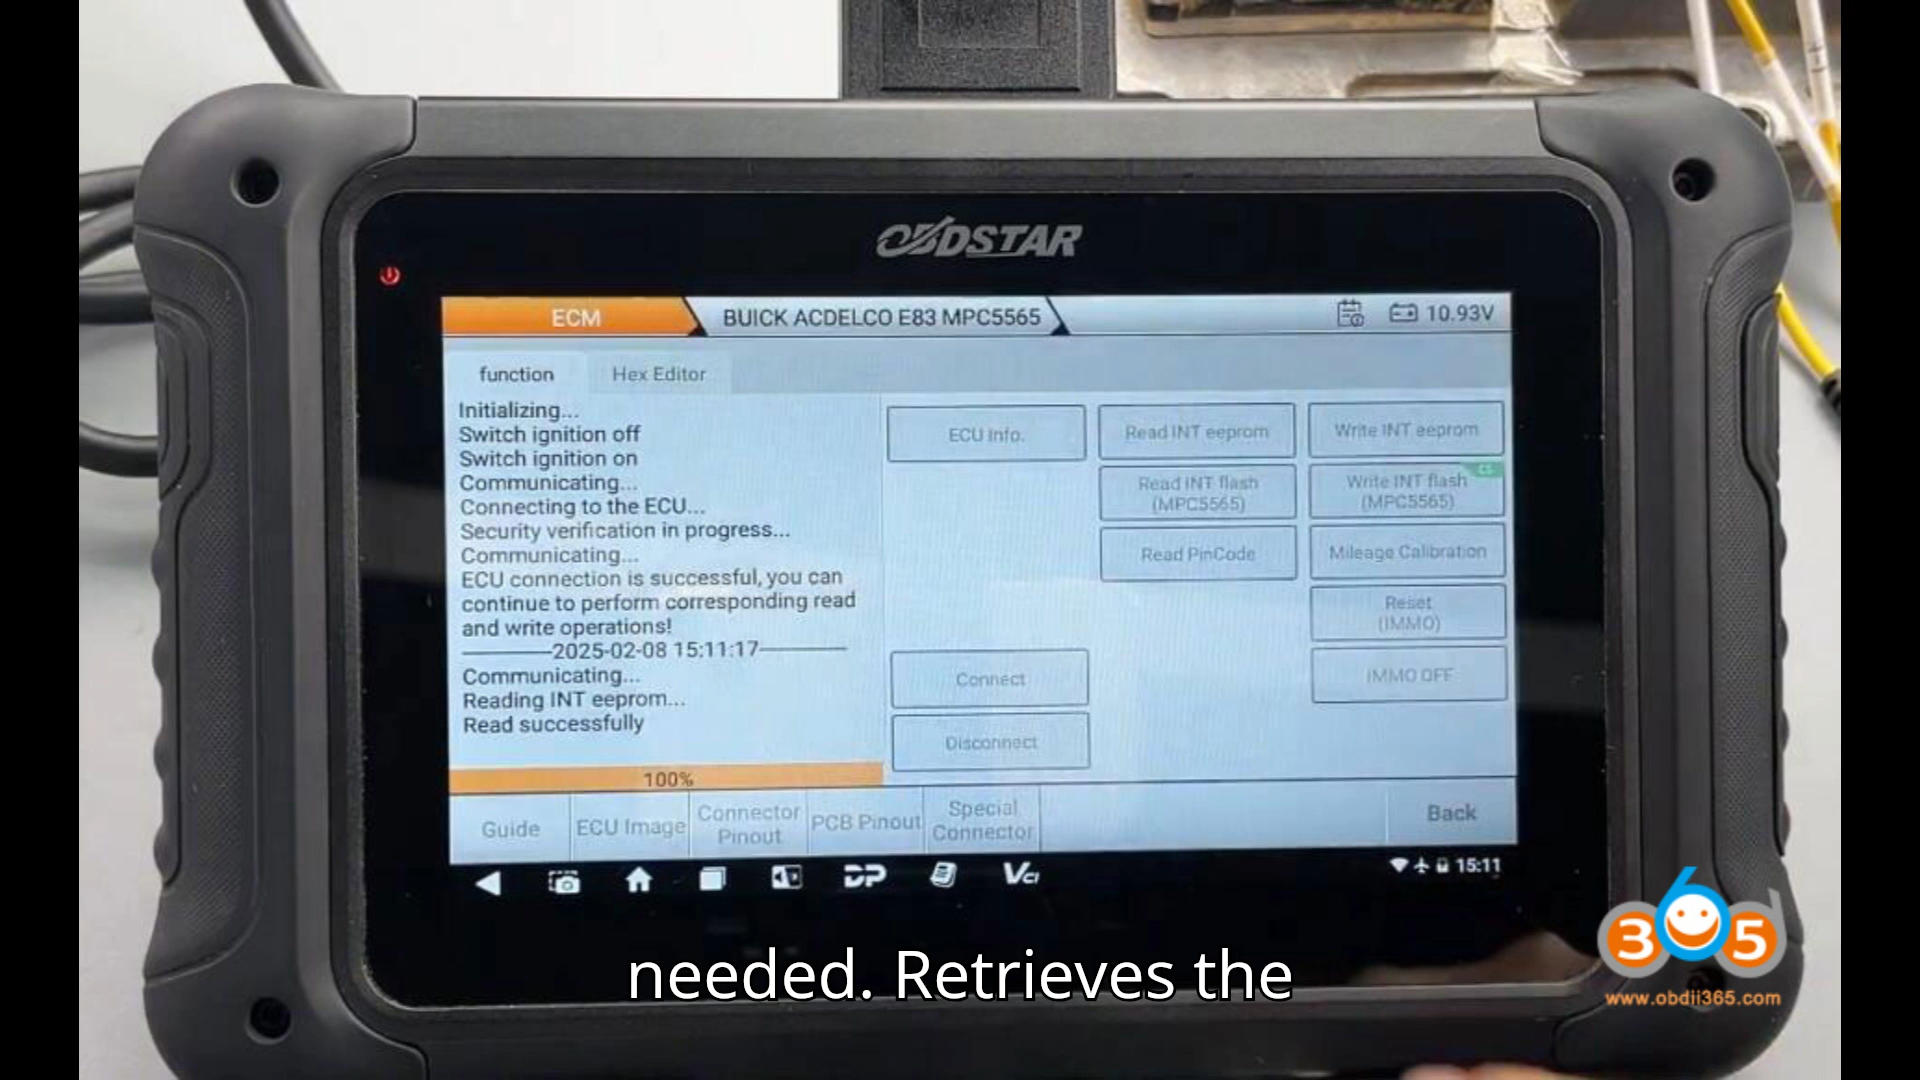 OBDSTAR
ECM
BUICK ACDELCO E83 MPC5565
10.93V
function
Hex Editor
Initializing...
Switch ignition off
Switch ignition on
Communicating...
Connecting to the ECU...
Security verification in progress...
Communicating...
ECU connection is successful, you can
continue to perform corresponding read
and write operations!
2025-02-08 15:11:17
Communicating...
Reading INT eeprom...
Read successfully
100%
ECU Info.
Read INT eeprom
Write INT eeprom
Read INT flash
(MPC5565)
Write INT flash
(MPC5565)
CS
Read PinCode
Mileage Calibration
Reset
(IMMO)
Connect
IMMO OFF
Disconnect
Guide
ECU Image
Connector
Pinout
PCB Pinout
Special
Connector
Back
DP
VCI
15:11
needed. Retrieves the
365
www.obdii365.com